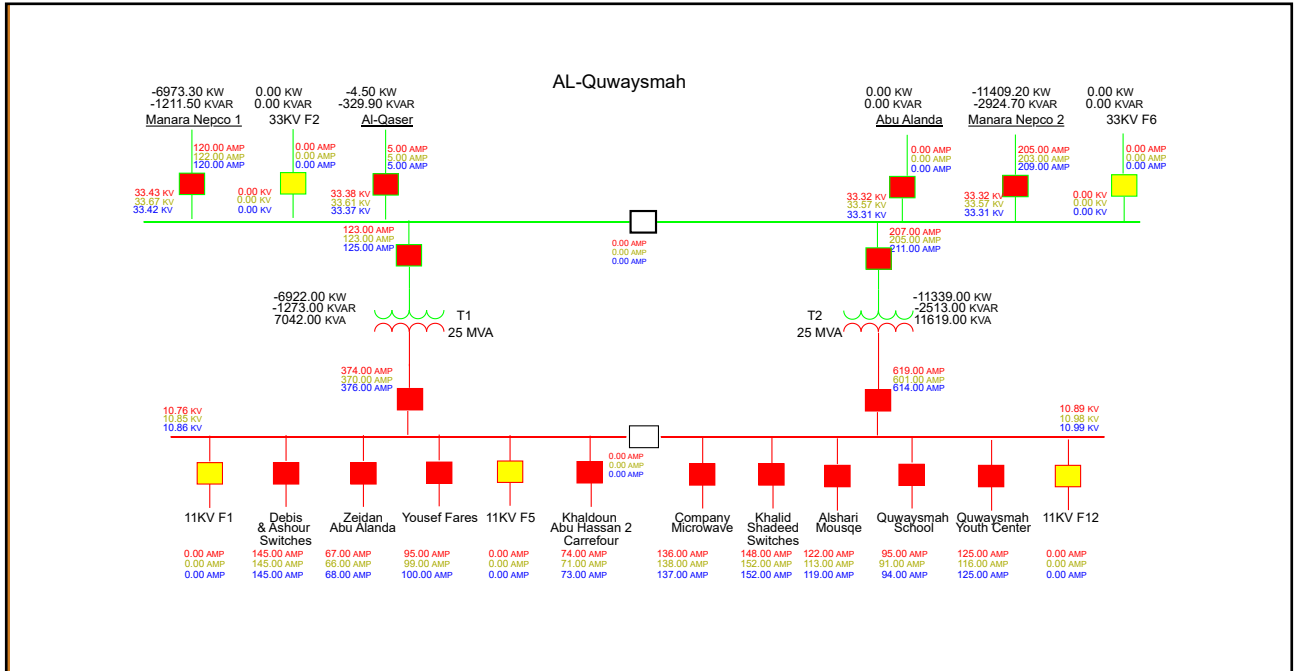 AL-Quwaysmah
-6973.30 KW
-1211.50 KVAR
Manara Nepco 1
0.00 KW
0.00 KVAR
33KV F2
-4.50 KW
-329.90 KVAR
Al-Qaser
0.00 KW
0.00 KVAR
Abu Alanda
-11409.20 KW
-2924.70 KVAR
Manara Nepco 2
0.00 KW
0.00 KVAR
33KV F6
120.00 AMP
122.00 AMP
120.00 AMP
0.00 AMP
0.00 AMP
0.00 AMP
5.00 AMP
5.00 AMP
5.00 AMP
0.00 AMP
0.00 AMP
0.00 AMP
205.00 AMP
203.00 AMP
209.00 AMP
0.00 AMP
0.00 AMP
0.00 AMP
33.43 KV
33.67 KV
33.42 KV
0.00 KV
0.00 KV
0.00 KV
33.38 KV
33.61 KV
33.37 KV
33.32 KV
33.57 KV
33.31 KV
33.32 KV
33.57 KV
33.31 KV
0.00 KV
0.00 KV
0.00 KV
123.00 AMP
123.00 AMP
125.00 AMP
0.00 AMP
0.00 AMP
0.00 AMP
207.00 AMP
205.00 AMP
211.00 AMP
-6922.00 KW
-1273.00 KVAR
7042.00 KVA
T1
25 MVA
T2
25 MVA
-11339.00 KW
-2513.00 KVAR
11619.00 KVA
374.00 AMP
370.00 AMP
376.00 AMP
619.00 AMP
601.00 AMP
614.00 AMP
10.76 KV
10.85 KV
10.86 KV
10.89 KV
10.98 KV
10.99 KV
0.00 AMP
0.00 AMP
0.00 AMP
11KV F1
Debis
& Ashour
Switches
Zeidan
Abu Alanda
Yousef Fares
11KV F5
Khaldoun
Abu Hassan 2
Carrefour
Company
Microwave
Khalid
Shadeed
Switches
Alshari
Mousqe
Quwaysmah
School
Quwaysmah
Youth Center
11KV F12
0.00 AMP
0.00 AMP
0.00 AMP
145.00 AMP
145.00 AMP
145.00 AMP
67.00 AMP
66.00 AMP
68.00 AMP
95.00 AMP
99.00 AMP
100.00 AMP
0.00 AMP
0.00 AMP
0.00 AMP
74.00 AMP
71.00 AMP
73.00 AMP
136.00 AMP
138.00 AMP
137.00 AMP
148.00 AMP
152.00 AMP
152.00 AMP
122.00 AMP
113.00 AMP
119.00 AMP
95.00 AMP
91.00 AMP
94.00 AMP
125.00 AMP
116.00 AMP
125.00 AMP
0.00 AMP
0.00 AMP
0.00 AMP